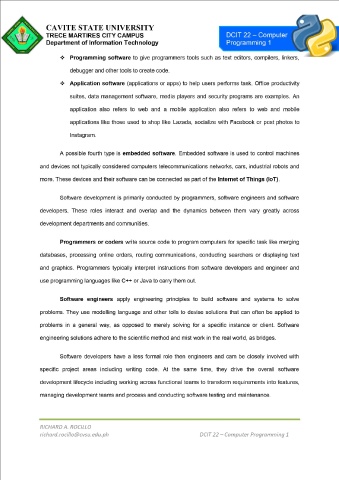 CAVITE STATE UNIVERSITY
TRECE MARTIRES CITY CAMPUS
Department of Information Technology
DCIT 22 – Computer
Programming 1
❖ Programming software to give programmers tools such as text editors, compilers, linkers,
debugger and other tools to create code.
❖ Application software (applications or apps) to help users performs task. Office productivity
suites, data management software, media players and security programs are examples. An
application also refers to web and a mobile application also refers to web and mobile
applications like those used to shop like Lazada, socialize with Facebook or post photos to
Instagram.
A possible fourth type is embedded software. Embedded software is used to control machines
and devices not typically considered computers telecommunications networks, cars, industrial robots and
more. These devices and their software can be connected as part of the Internet of Things (IoT).
Software development is primarily conducted by programmers, software engineers and software
developers. These roles interact and overlap and the dynamics between them vary greatly across
development departments and communities.
Programmers or coders write source code to program computers for specific task like merging
databases, processing online orders, routing communications, conducting searchers or displaying text
and graphics. Programmers typically interpret instructions from software developers and engineer and
use programming languages like C++ or Java to carry them out.
Software engineers apply engineering principles to build software and systems to solve
problems. They use modelling language and other tolls to devise solutions that can often be applied to
problems in a general way, as opposed to merely solving for a specific instance or client. Software
engineering solutions adhere to the scientific method and mist work in the real world, as bridges.
Software developers have a less formal role then engineers and cam be closely involved with
specific project areas including writing code. At the same time, they drive the overall software
development lifecycle including working across functional teams to transform requirements into features,
managing development teams and process and conducting software testing and maintenance.
RICHARD A. ROCILLO
richard.rocillo@cvsu.edu.ph DCIT 22 – Computer Programming 1